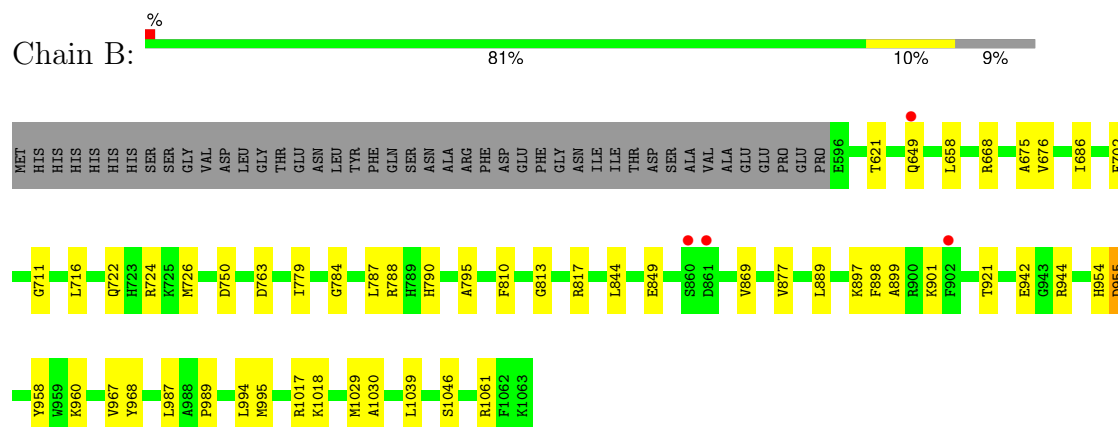 %
Chain B:
81% 10% 9%
MET HIS HIS HIS HIS HIS HIS SER SER GLY VAL ASP LEU GLY THR GLU ASN LEU TYR PHE GLN SER ASN ALA ARG PHE ASP GLU PHE GLY ASN ILE ILE THR ASP SER ALA VAL ALA GLU GLU PRO GLU PRO E596 T621 Q649 L658 R668 A675 V676 I686
G711 L716 Q722 H723 R724 K725 M726 D750 D763 I779 G784 L787 R788 H789 H790 A795 F810 G813 R817 L844 E849 S860 D861 V869 V877 L889 K897 F898 A899 R900 K901 F902 T921 E942 G943 R944 H954 D955
Y958 W959 K960 V967 Y968 L987 A988 P989 L994 M995 R1017 K1018 M1029 A1030 L1039 S1046 R1061 F1062 K1063